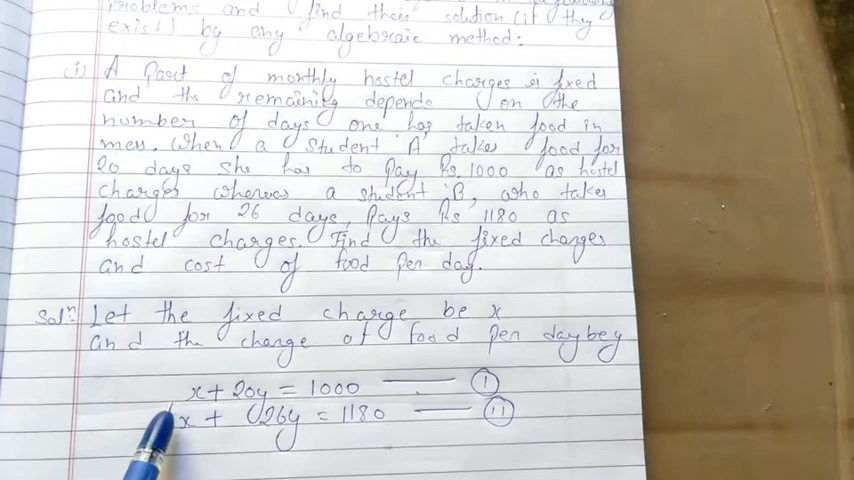 problems and find their solution (if they
exist) by any algebraic method:
(i) A part of monthly hostel charges is fixed
and the remaining depends on the
number of days one has taken food in
mess. When a student 'A' takes food for
20 days she has to pay Rs, 1000 as hostel
charges whereas a student 'B', who takes
food for 26 days, pays Rs 1180 as
hostel charges. Find the fixed charges
and cost of food per day.
Solⁿ: Let the fixed charge be x
and the charge of food per day be y
x + 20y = 1000 —— (I)
x + 26y = 1180 —— (II)